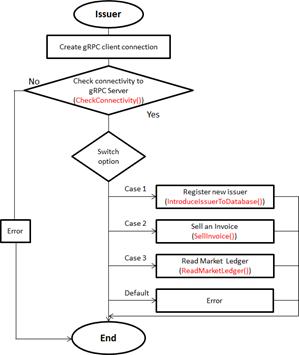 Issuer
Create gRPC client connection
No
Check connectivity to
gRPC Server
(CheckConnectivity())
Yes
Switch
option
Case 1
Register new issuer
(IntroduceIssuerToDatabase())
Case 2
Sell an Invoice
(SellInvoice())
Error
Case 3
Read Market Ledger
(ReadMarketLedger())
Default
Error
End